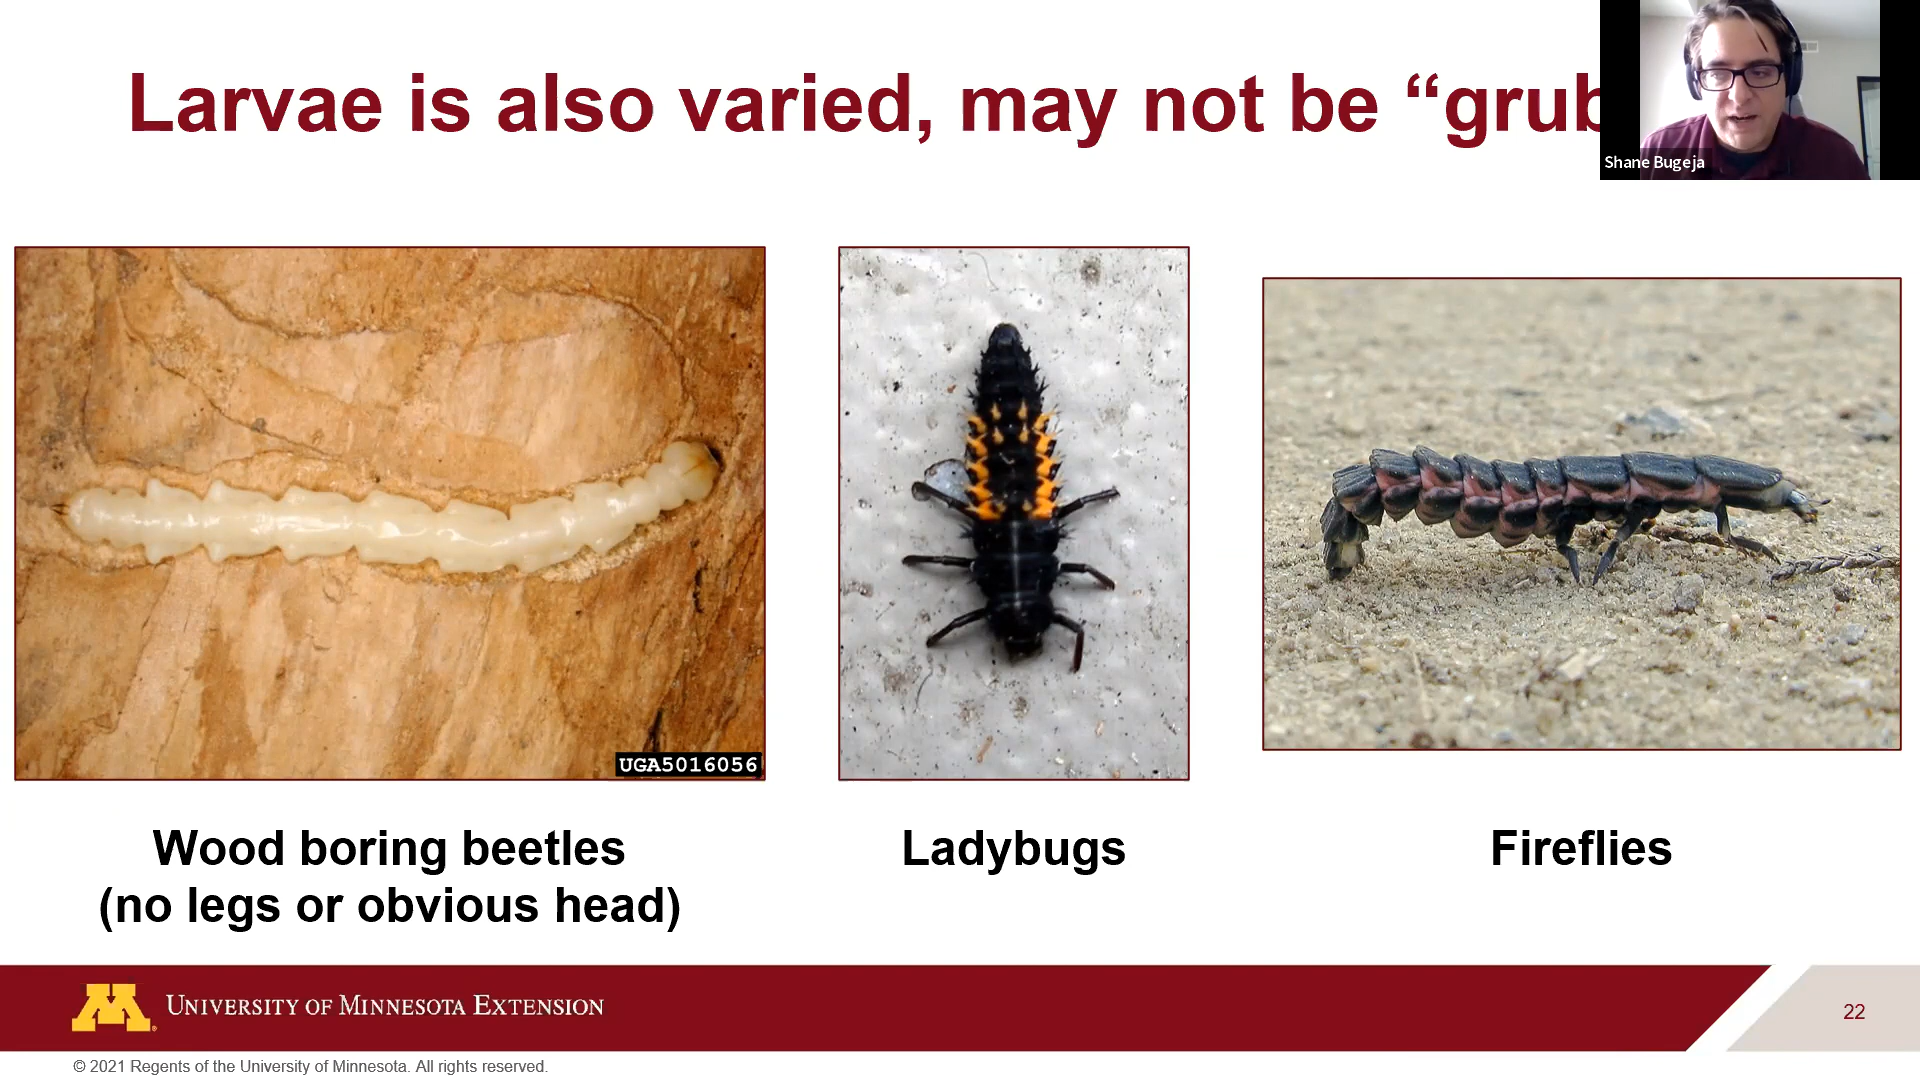 Larvae is also varied, may not be “grub
Shane Bugeja
UGA5016056
Wood boring beetles
(no legs or obvious head)
Ladybugs
Fireflies
M
UNIVERSITY OF MINNESOTA EXTENSION
22
© 2021 Regents of the University of Minnesota. All rights reserved.